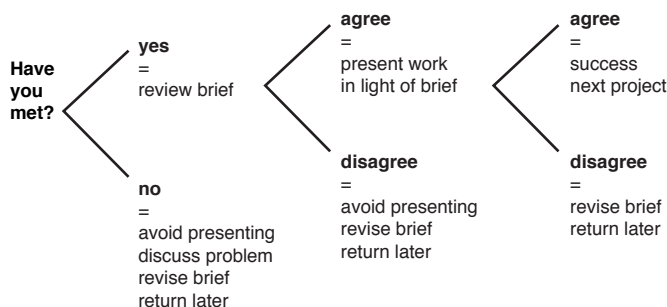 Have
you
met?
yes
=
review brief
no
=
avoid presenting
discuss problem
revise brief
return later
agree
=
present work
in light of brief
disagree
=
avoid presenting
revise brief
return later
agree
=
success
next project
disagree
=
revise brief
return later